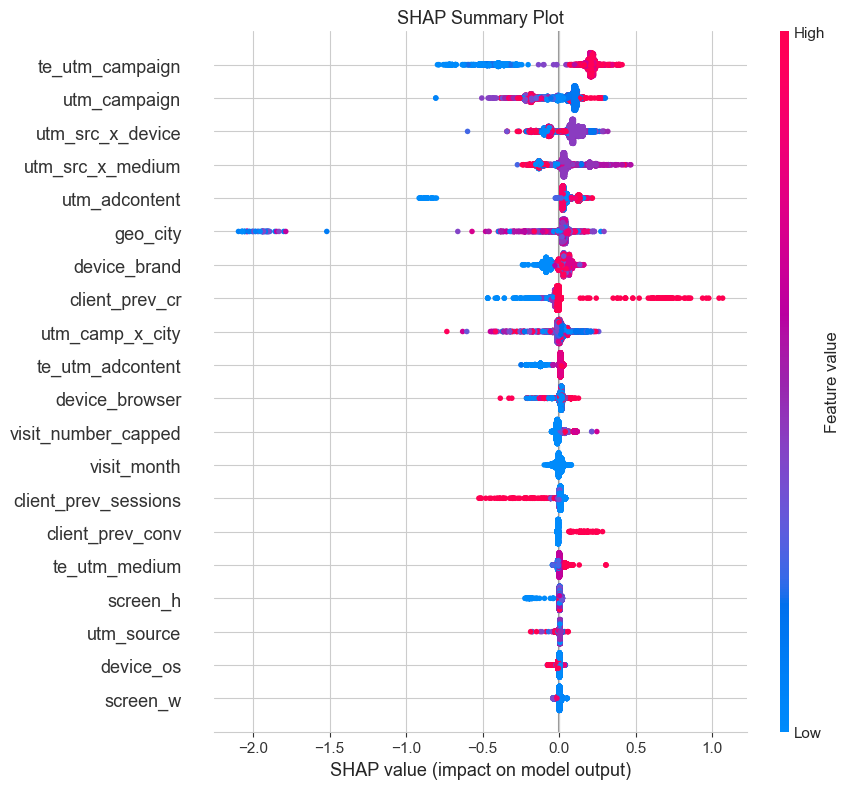 SHAP Summary Plot
High
te_utm_campaign
utm_campaign
utm_src_x_device
utm_src_x_medium
utm_adcontent
geo_city
device_brand
client_prev_cr
utm_camp_x_city
te_utm_adcontent
device_browser
visit_number_capped
visit_month
client_prev_sessions
client_prev_conv
te_utm_medium
screen_h
utm_source
device_os
screen_w
Feature value
Low
−2.0 −1.5 −1.0 −0.5 0.0 0.5 1.0
SHAP value (impact on model output)